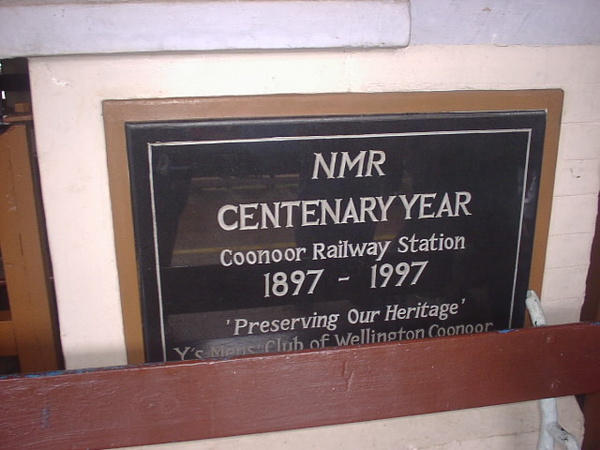 NMR
CENTENARY YEAR
Coonoor Railway Station
1897 - 1997
'Preserving Our Heritage'
Y's Mens' Club of Wellington Coonoor